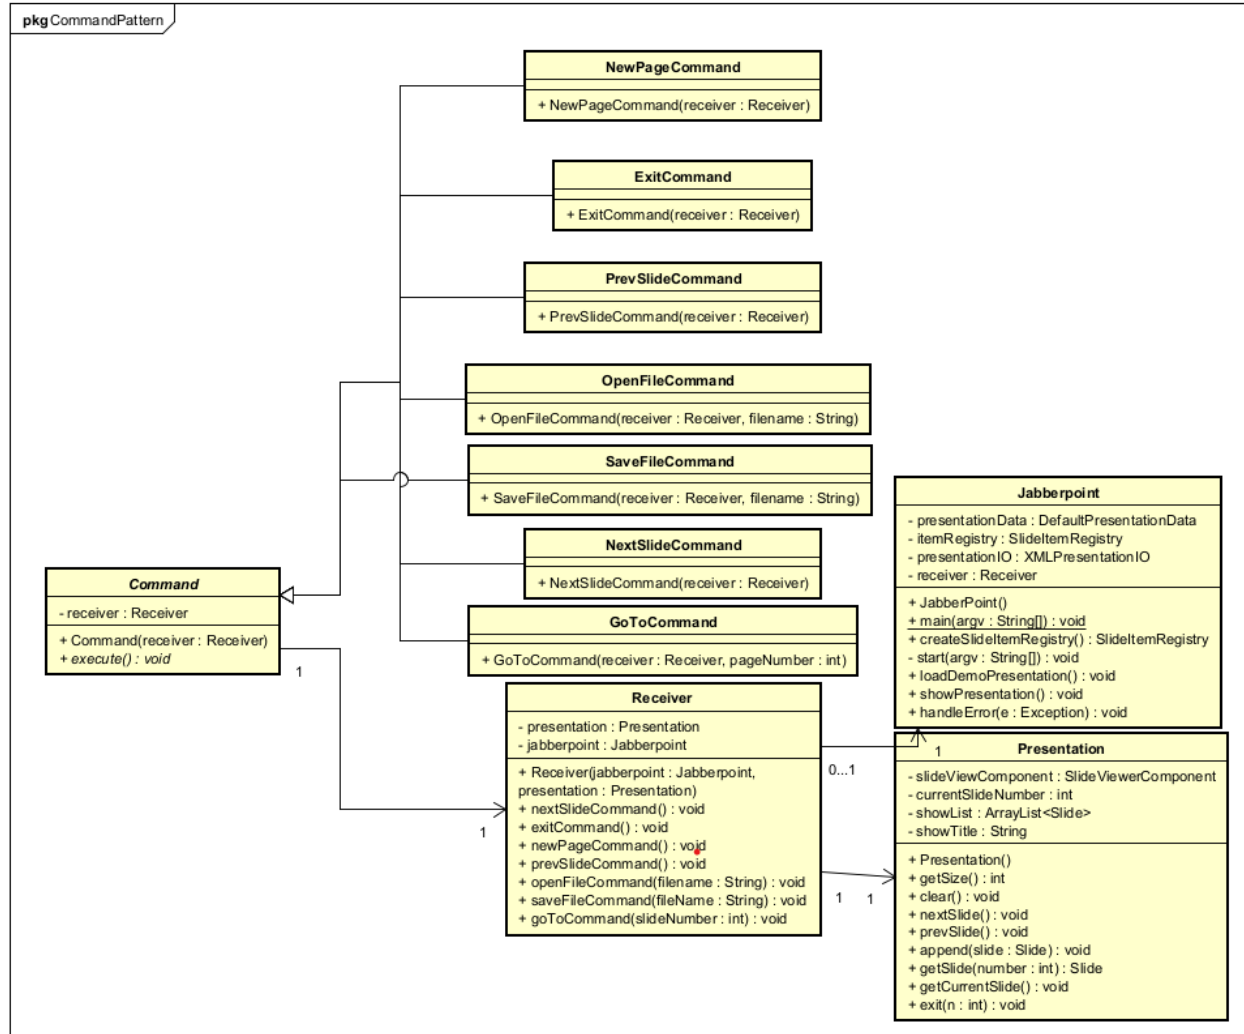 pkg CommandPattern
NewPageCommand
+ NewPageCommand(receiver : Receiver)
ExitCommand
+ ExitCommand(receiver : Receiver)
PrevSlideCommand
+ PrevSlideCommand(receiver : Receiver)
OpenFileCommand
+ OpenFileCommand(receiver : Receiver, filename : String)
SaveFileCommand
+ SaveFileCommand(receiver : Receiver, filename : String)
NextSlideCommand
+ NextSlideCommand(receiver : Receiver)
GoToCommand
+ GoToCommand(receiver : Receiver, pageNumber : int)
Command
- receiver : Receiver
+ Command(receiver : Receiver)
+ execute() : void
1
1
Receiver
- presentation : Presentation
- jabberpoint : Jabberpoint
+ Receiver(jabberpoint : Jabberpoint,
presentation : Presentation)
+ nextSlideCommand() : void
+ exitCommand() : void
+ newPageCommand() : void
+ prevSlideCommand() : void
+ openFileCommand(filename : String) : void
+ saveFileCommand(fileName : String) : void
+ goToCommand(slideNumber : int) : void
0...1
1
1
1
Jabberpoint
- presentationData : DefaultPresentationData
- itemRegistry : SlideItemRegistry
- presentationIO : XMLPresentationIO
- receiver : Receiver
+ JabberPoint()
+ main(argv : String[]) : void
+ createSlideItemRegistry() : SlideItemRegistry
- start(argv : String[]) : void
+ loadDemoPresentation() : void
+ showPresentation() : void
+ handleError(e : Exception) : void
Presentation
- slideViewComponent : SlideViewerComponent
- currentSlideNumber : int
- showList : ArrayList<Slide>
- showTitle : String
+ Presentation()
+ getSize() : int
+ clear() : void
+ nextSlide() : void
+ prevSlide() : void
+ append(slide : Slide) : void
+ getSlide(number : int) : Slide
+ getCurrentSlide() : void
+ exit(n : int) : void